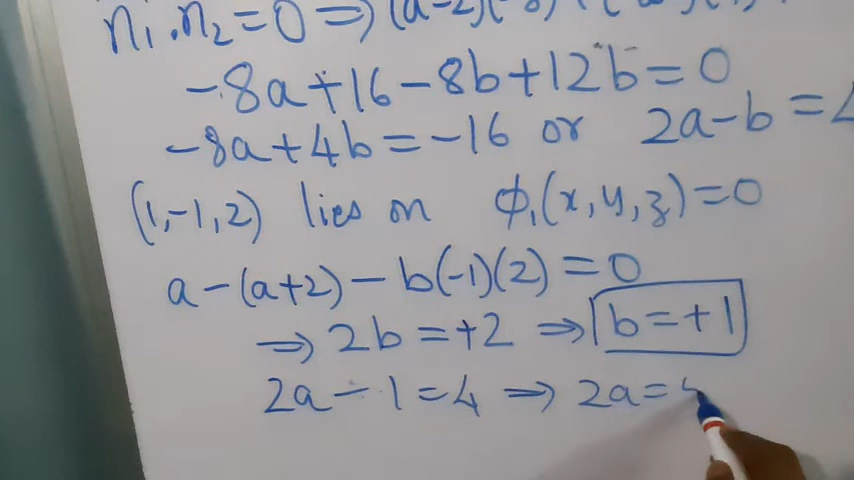 n₁.n₂=0 ⟹ (a-2)(-8)
-8a+16-8b+12b=0
-8a+4b=-16 or 2a-b=4
(1,-1,2) lies on ϕ₁(x,y,z)=0
a-(a+2)-b(-1)(2)=0
⟹ 2b=+2 ⟹ b=+1
2a-1=4 ⟹ 2a=